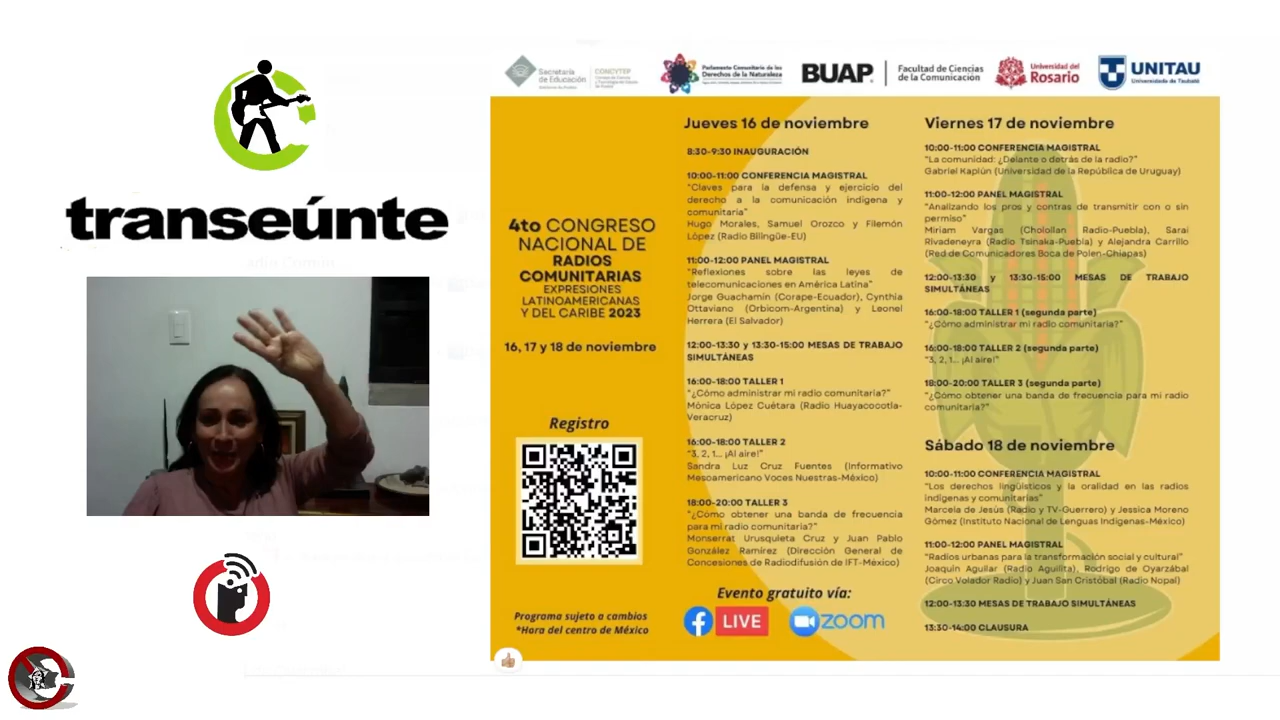 transeúnte
Secretaría
de Educación
CONCYTEP
Parlamento Comunitario de los
Derechos de la Naturaleza
BUAP
Facultad de Ciencias
de la Comunicación
Universidad del
Rosario
UNITAU
Universidade de Taubaté
4to CONGRESO
NACIONAL DE
RADIOS
COMUNITARIAS
EXPRESIONES
LATINOAMERICANAS
Y DEL CARIBE 2023
16, 17 y 18 de noviembre
Registro
Programa sujeto a cambios
*Hora del centro de México
Jueves 16 de noviembre
8:30-9:30 INAUGURACIÓN
10:00-11:00 CONFERENCIA MAGISTRAL
"Claves para la defensa y ejercicio del
derecho a la comunicación indígena y
comunitaria"
Hugo Morales, Samuel Orozco y Filemón
López (Radio Bilingüe-EU)
11:00-12:00 PANEL MAGISTRAL
"Reflexiones sobre las leyes de
telecomunicaciones en América Latina"
Jorge Guachamín (Corape-Ecuador), Cynthia
Ottaviano (Orbicom-Argentina) y Leonel
Herrera (El Salvador)
12:00-13:30 y 13:30-15:00 MESAS DE TRABAJO
SIMULTÁNEAS
16:00-18:00 TALLER 1
"¿Cómo administrar mi radio comunitaria?"
Mónica López Cuétara (Radio Huayacocotla-
Veracruz)
16:00-18:00 TALLER 2
"3, 2, 1... ¡Al aire!"
Sandra Luz Cruz Fuentes (Informativo
Mesoamericano Voces Nuestras-México)
18:00-20:00 TALLER 3
"¿Cómo obtener una banda de frecuencia
para mi radio comunitaria?"
Monserrat Urusquieta Cruz y Juan Pablo
González Ramírez (Dirección General de
Concesiones de Radiodifusión de IFT-México)
Evento gratuito vía:
LIVE
zoom
Viernes 17 de noviembre
10:00-11:00 CONFERENCIA MAGISTRAL
"La comunidad: ¿Delante o detrás de la radio?"
Gabriel Kaplún (Universidad de la República de Uruguay)
11:00-12:00 PANEL MAGISTRAL
"Analizando los pros y contras de transmitir con o sin
permiso"
Miriam Vargas (Cholollan Radio-Puebla), Sarai
Rivadeneyra (Radio Tsinaka-Puebla) y Alejandra Carrillo
(Red de Comunicadores Boca de Polen-Chiapas)
12:00-13:30 y 13:30-15:00 MESAS DE TRABAJO
SIMULTÁNEAS
16:00-18:00 TALLER 1 (segunda parte)
"¿Cómo administrar mi radio comunitaria?"
16:00-18:00 TALLER 2 (segunda parte)
"3, 2, 1... ¡Al aire!"
18:00-20:00 TALLER 3 (segunda parte)
"¿Cómo obtener una banda de frecuencia para mi radio
comunitaria?"
Sábado 18 de noviembre
10:00-11:00 CONFERENCIA MAGISTRAL
"Los derechos lingüísticos y la oralidad en las radios
indígenas y comunitarias"
Marcela de Jesús (Radio y TV-Guerrero) y Jessica Moreno
Gómez (Instituto Nacional de Lenguas Indígenas-México)
11:00-12:00 PANEL MAGISTRAL
"Radios urbanas para la transformación social y cultural"
Joaquín Aguilar (Radio Aguilita), Rodrigo de Oyarzábal
(Circo Volador Radio) y Juan San Cristóbal (Radio Nopal)
12:00-13:30 MESAS DE TRABAJO SIMULTÁNEAS
13:30-14:00 CLAUSURA